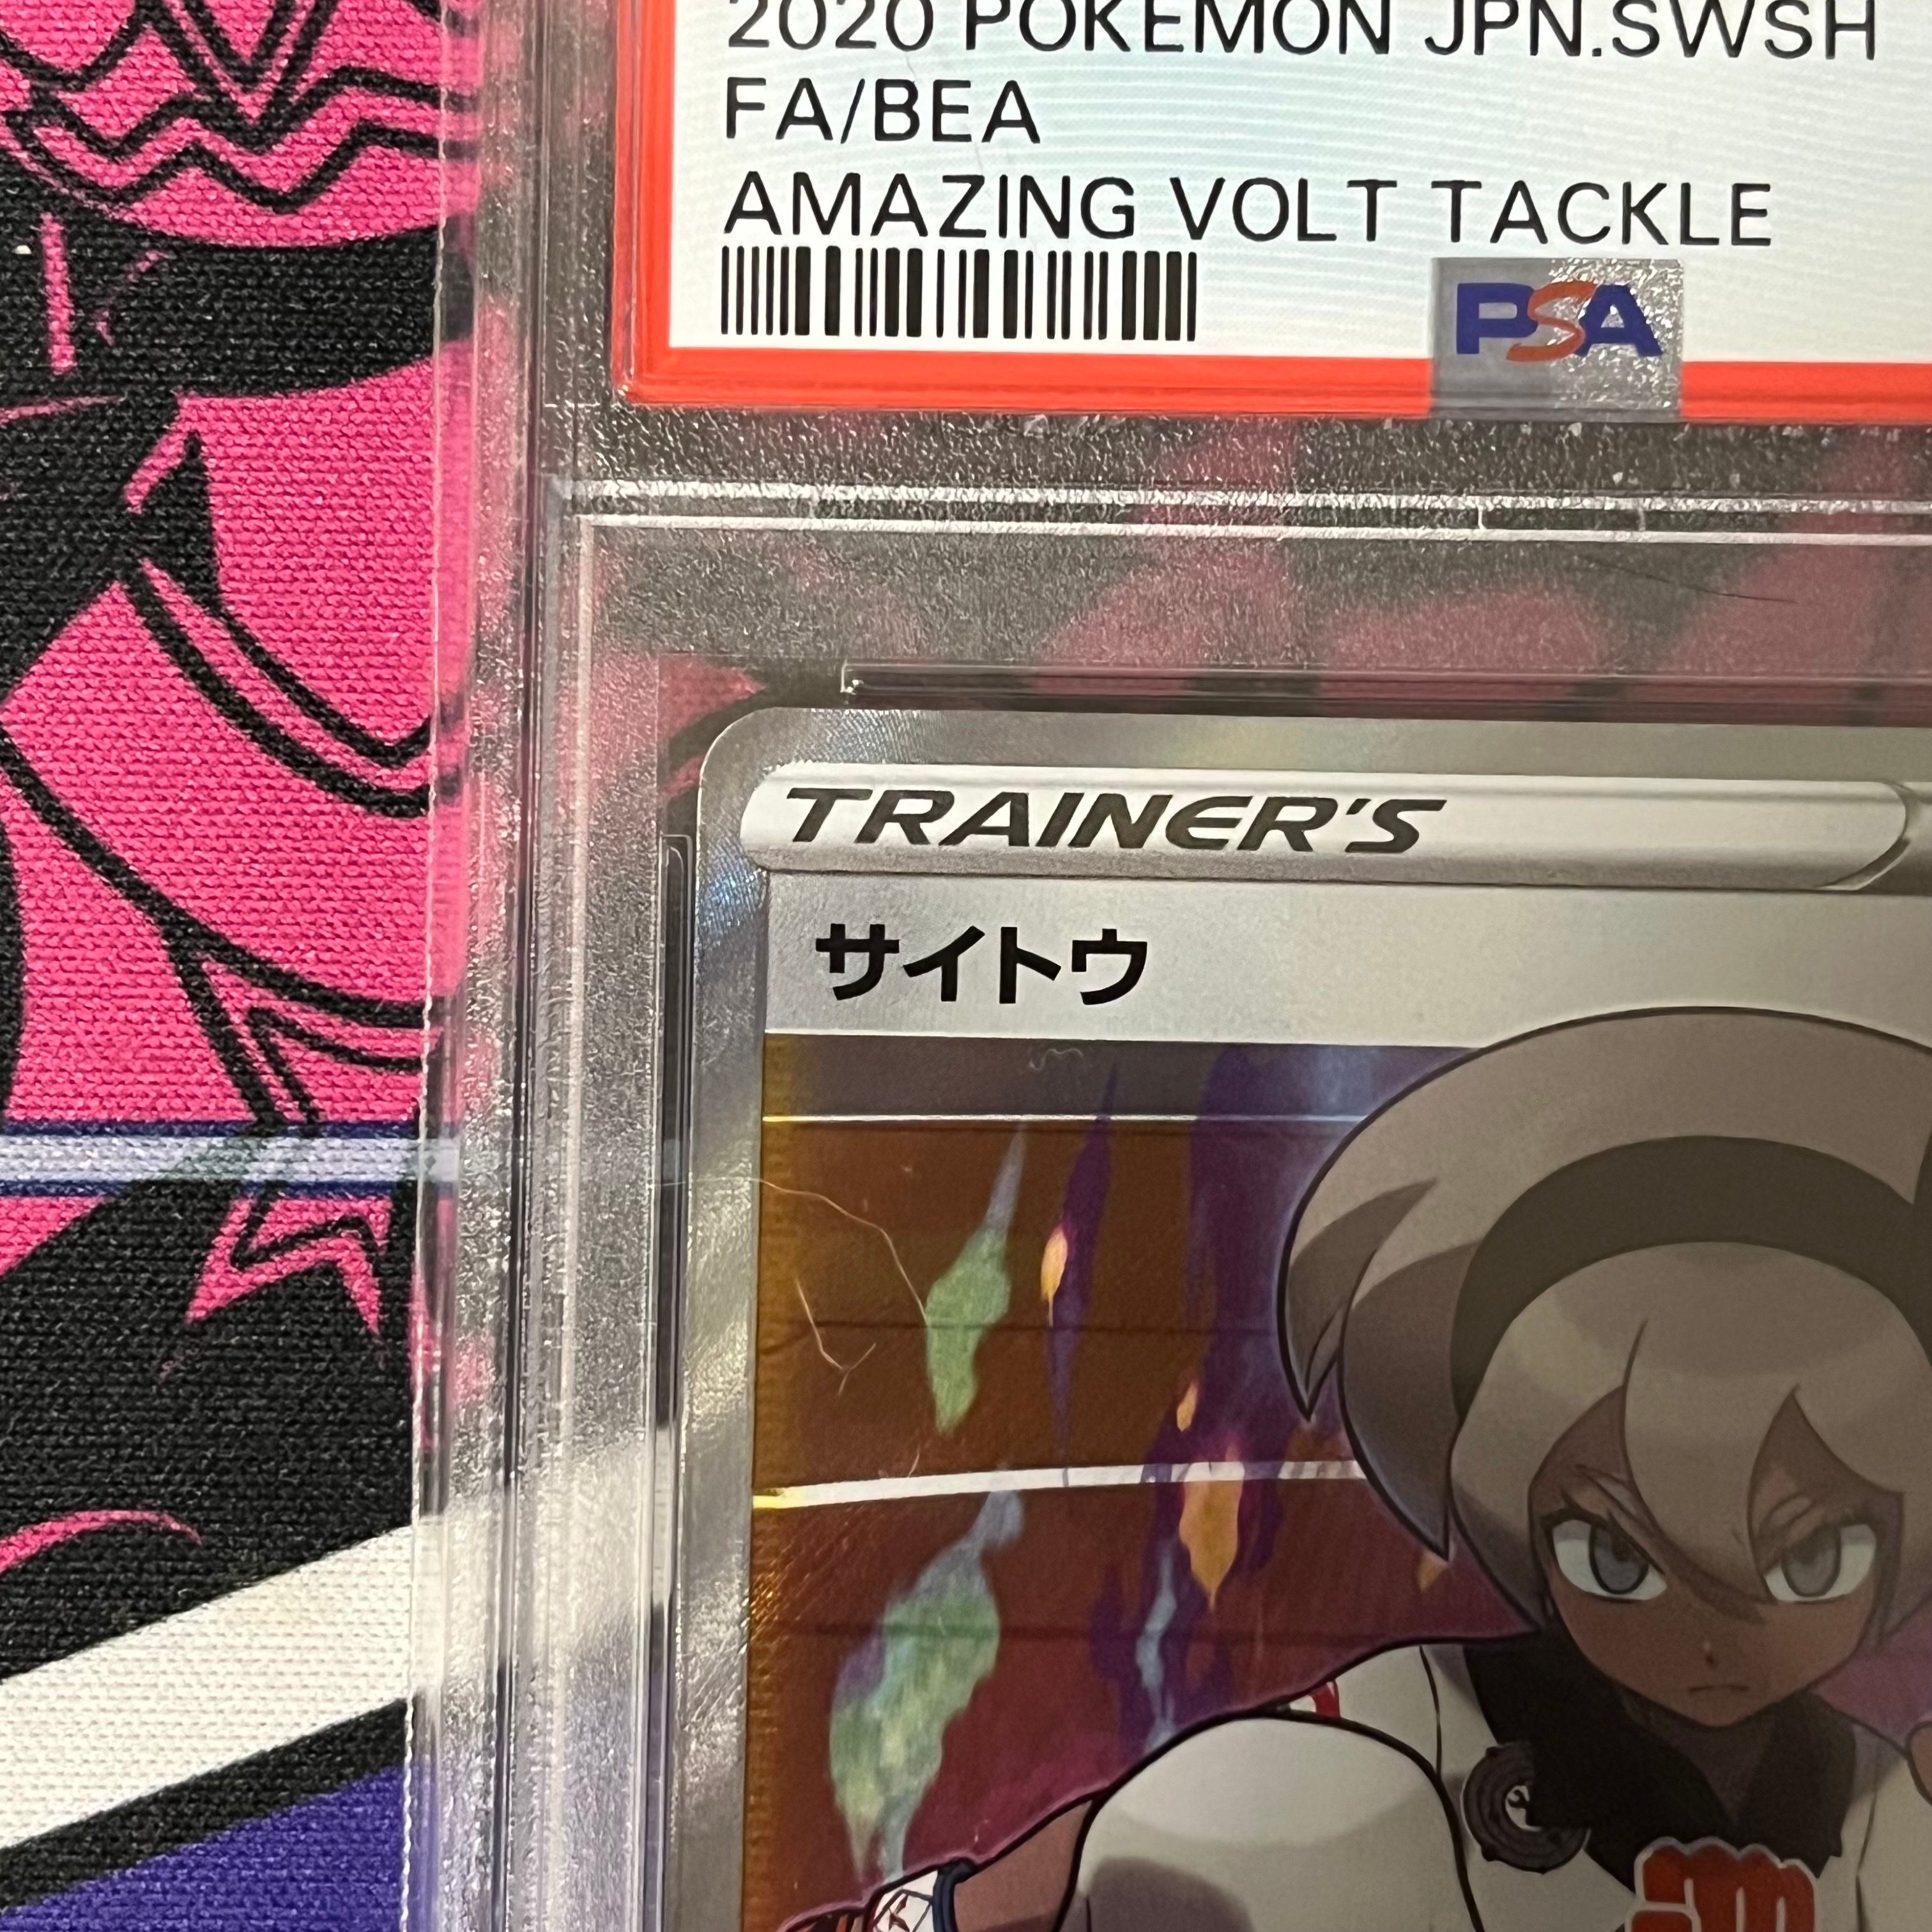 2020 POKEMON JPN.SWSH
FA/BEA
AMAZING VOLT TACKLE
PSA
TRAINER'S
サイトウ